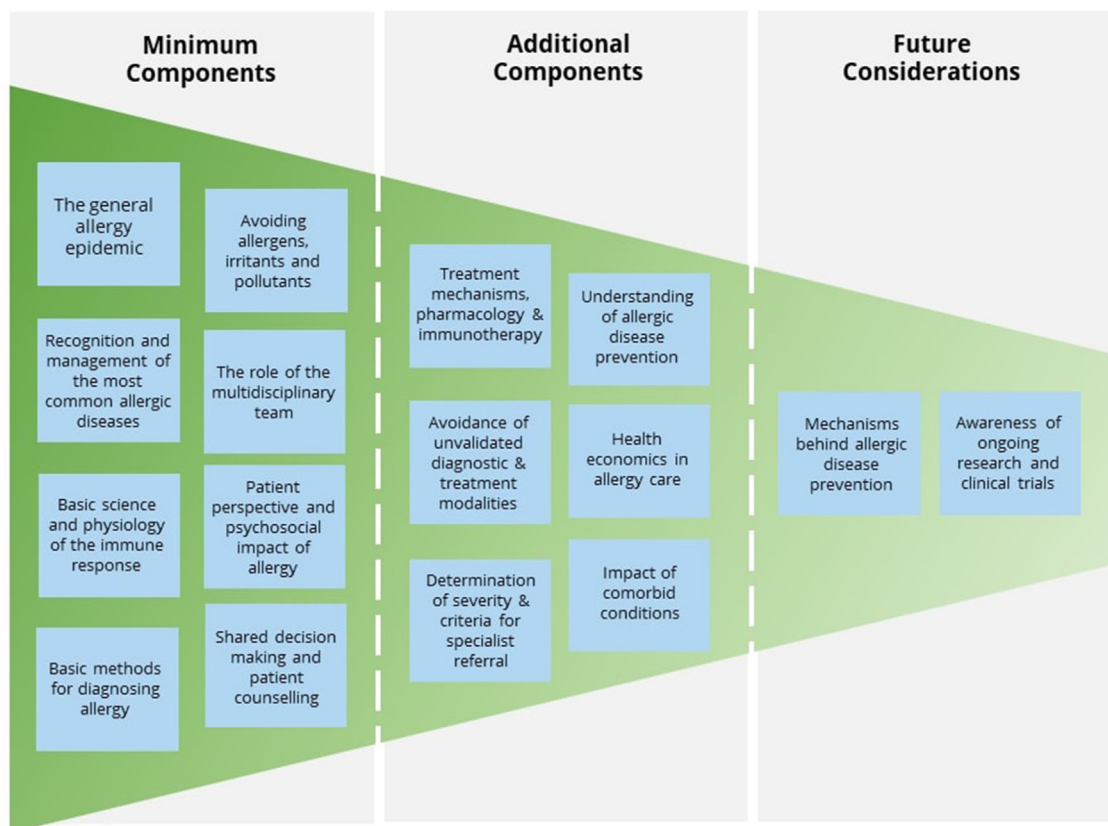 Minimum
Components
The general
allergy
epidemic
Avoiding
allergens,
irritants and
pollutants
Recognition and
management of
the most
common allergic
diseases
The role of the
multidisciplinary
team
Basic science
and physiology
of the immune
response
Patient
perspective and
psychosocial
impact of
allergy
Basic methods
for diagnosing
allergy
Shared decision
making and
patient
counselling
Additional
Components
Treatment
mechanisms,
pharmacology &
immunotherapy
Understanding
of allergic
disease
prevention
Avoidance of
unvalidated
diagnostic &
treatment
modalities
Health
economics in
allergy care
Determination
of severity &
criteria for
specialist
referral
Impact of
comorbid
conditions
Future
Considerations
Mechanisms
behind allergic
disease
prevention
Awareness of
ongoing
research and
clinical trials